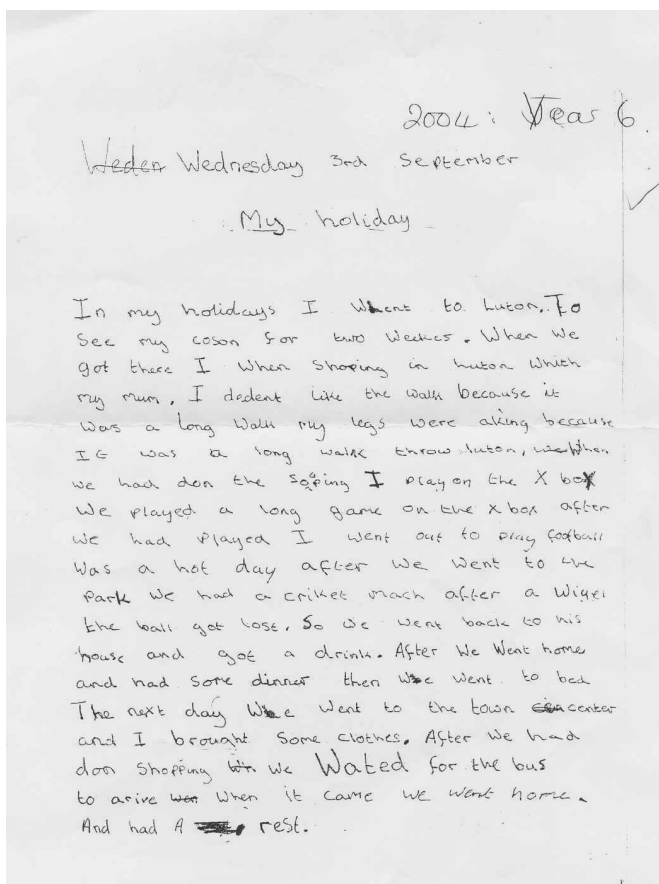 2004: Year 6.
Weden Wednesday 3rd September
My holiday
In my holidays I Went to Luton. To
See my coson for two Weekes. When We
got there I When Shoping in Luton Which
my mum. I dedent like the Walk because it
Was a long Walk my legs were aking because
It was a long walk throw Luton, When
we had don the Soping I Play on the X box
We played a long game on the x box after
we had played I went out to play football
Was a hot day after we went to the
Park we had a criket mach after a
the ball got lost. So we went back to his
house and got a drink. After We Went home
and had Some dinner then We went to bed
The next day We Went to the town center
and I brought Some clothes. After We had
don Shopping We Wated for the bus
to arive When it came we went home.
And had A rest.